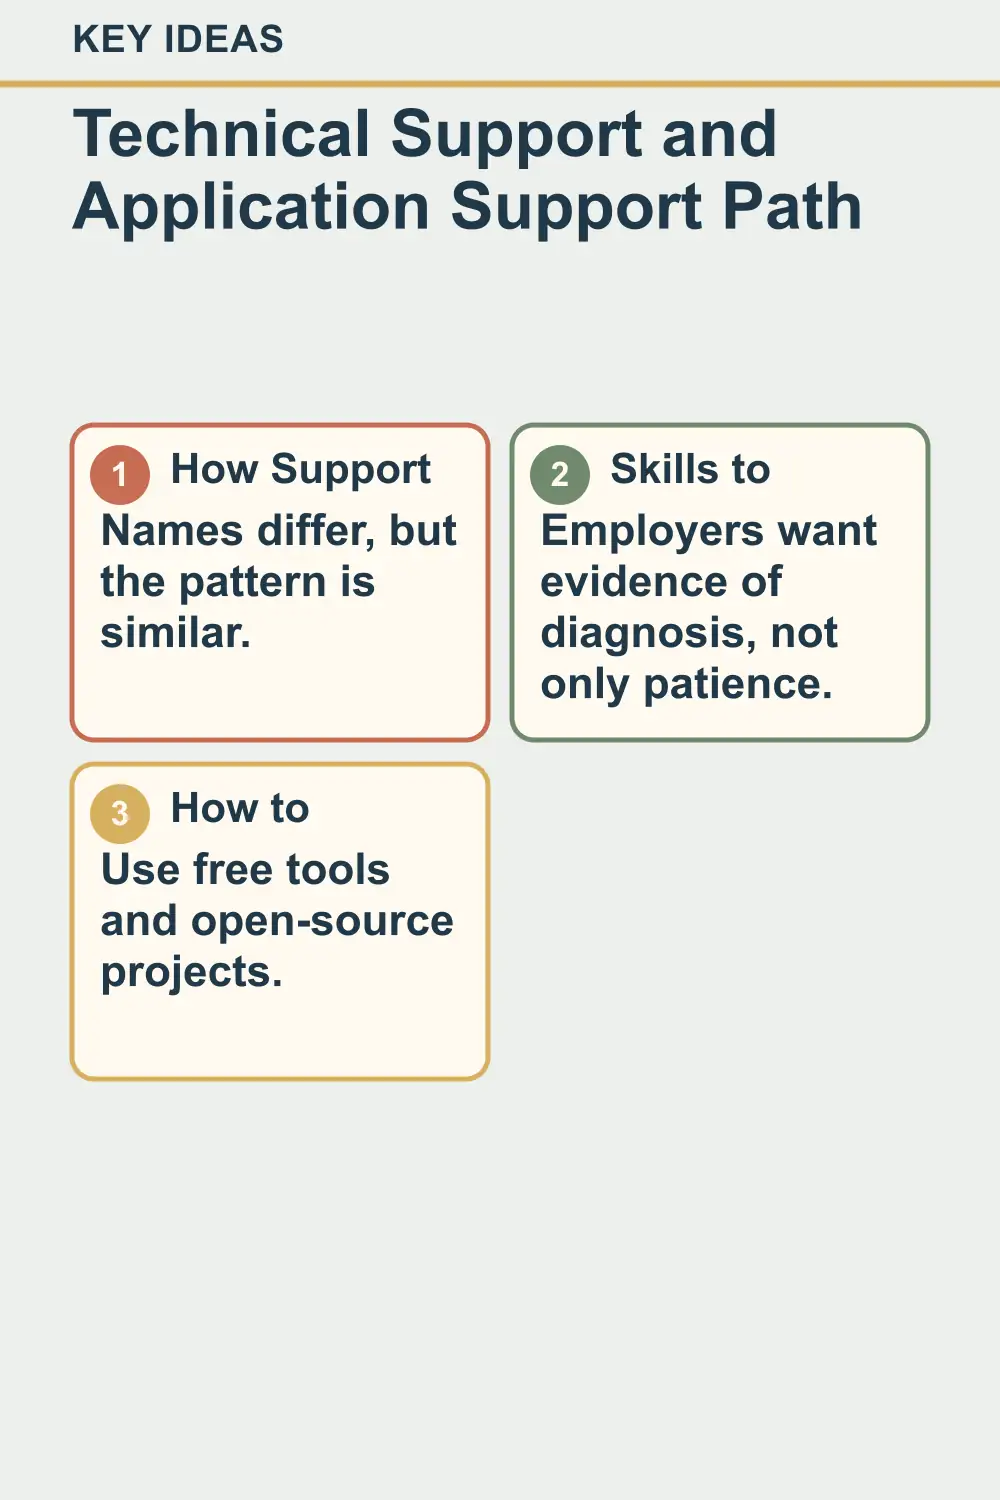 KEY IDEAS
Technical Support and
Application Support Path
1 How Support
Names differ, but
the pattern is
similar.
2 Skills to
Employers want
evidence of
diagnosis, not
only patience.
3 How to
Use free tools
and open-source
projects.